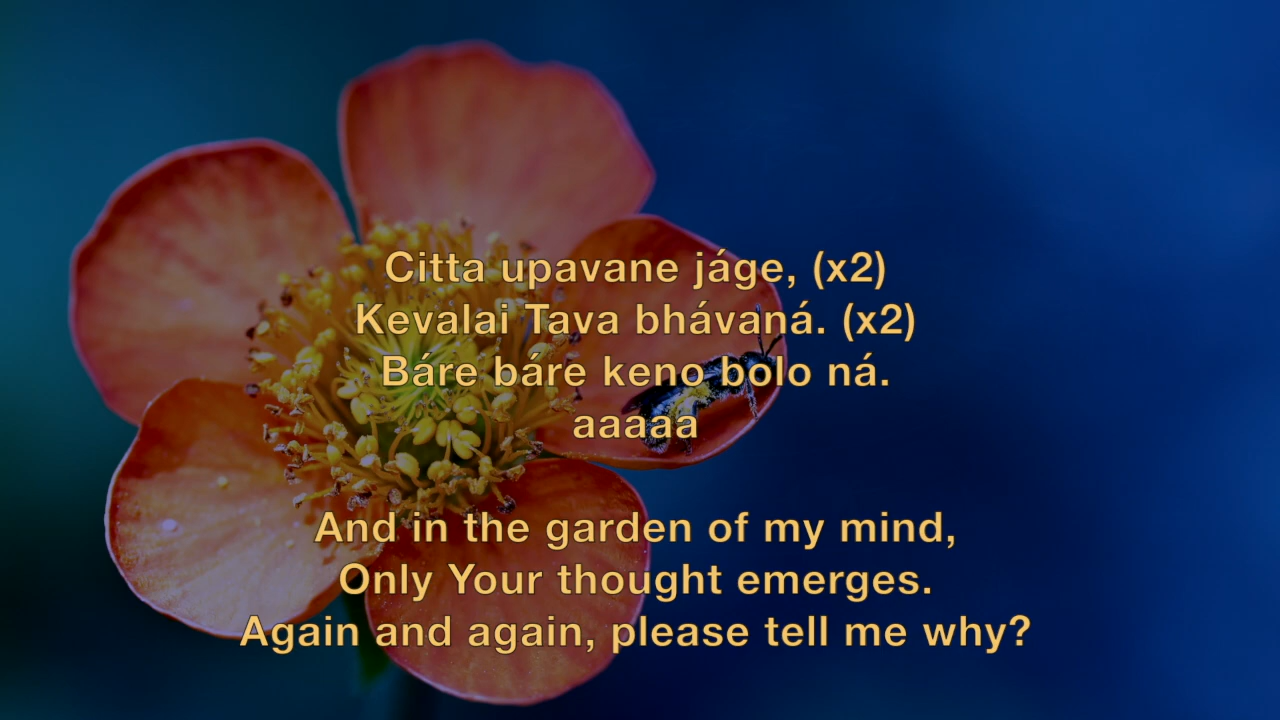 Citta upavane jáge, (x2)
Kevalai Tava bhávaná. (x2)
Báre báre keno bolo ná.
aaaaa
And in the garden of my mind,
Only Your thought emerges.
Again and again, please tell me why?